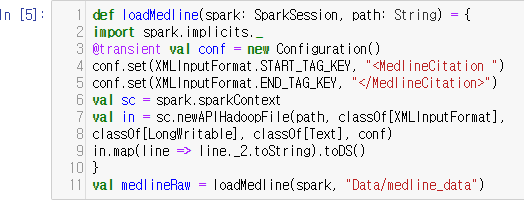 In [5]:
1 def loadMedline(spark: SparkSession, path: String) = {
2 import spark.implicits._
3 @transient val conf = new Configuration()
4 conf.set(XMLInputFormat.START_TAG_KEY, "<MedlineCitation ")
5 conf.set(XMLInputFormat.END_TAG_KEY, "</MedlineCitation>")
6 val sc = spark.sparkContext
7 val in = sc.newAPIHadoopFile(path, classOf[XMLInputFormat],
8 classOf[LongWritable], classOf[Text], conf)
9 in.map(line => line._2.toString).toDS()
10 }
11 val medlineRaw = loadMedline(spark, "Data/medline_data")